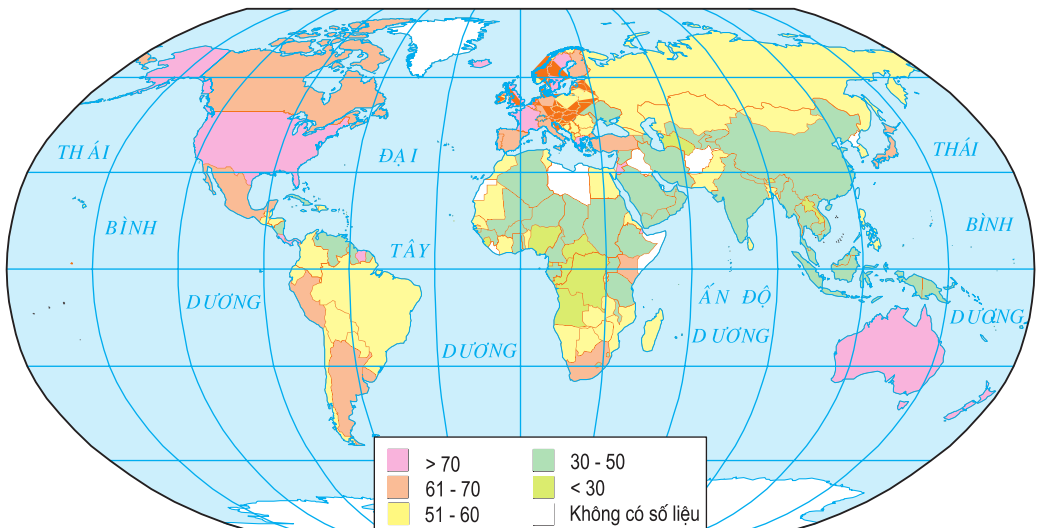 THÁI
BÌNH
DƯƠNG
ĐẠI
TÂY
DƯƠNG
ẤN ĐỘ
DƯƠNG
THÁI
BÌNH
DƯƠNG
> 70
61 - 70
51 - 60
30 - 50
< 30
Không có số liệu